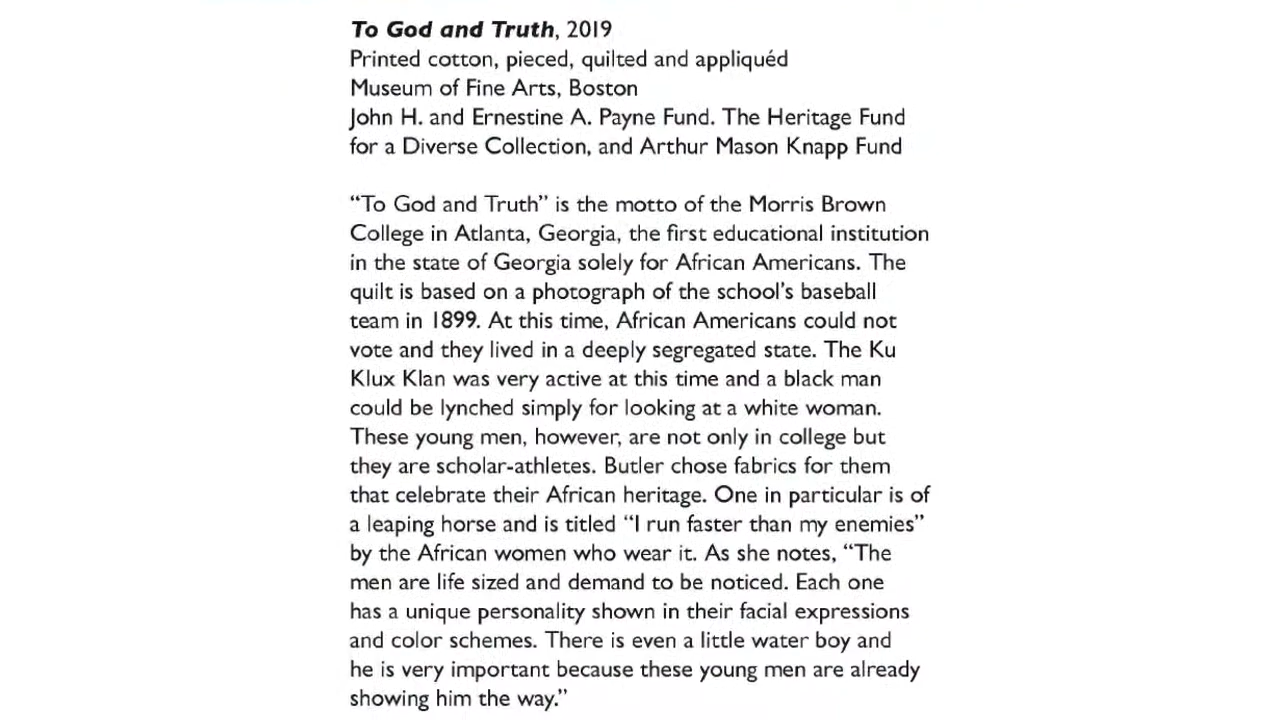 To God and Truth, 2019
Printed cotton, pieced, quilted and appliquéd
Museum of Fine Arts, Boston
John H. and Ernestine A. Payne Fund. The Heritage Fund
for a Diverse Collection, and Arthur Mason Knapp Fund
“To God and Truth” is the motto of the Morris Brown
College in Atlanta, Georgia, the first educational institution
in the state of Georgia solely for African Americans. The
quilt is based on a photograph of the school’s baseball
team in 1899. At this time, African Americans could not
vote and they lived in a deeply segregated state. The Ku
Klux Klan was very active at this time and a black man
could be lynched simply for looking at a white woman.
These young men, however, are not only in college but
they are scholar-athletes. Butler chose fabrics for them
that celebrate their African heritage. One in particular is of
a leaping horse and is titled “I run faster than my enemies”
by the African women who wear it. As she notes, “The
men are life sized and demand to be noticed. Each one
has a unique personality shown in their facial expressions
and color schemes. There is even a little water boy and
he is very important because these young men are already
showing him the way.”